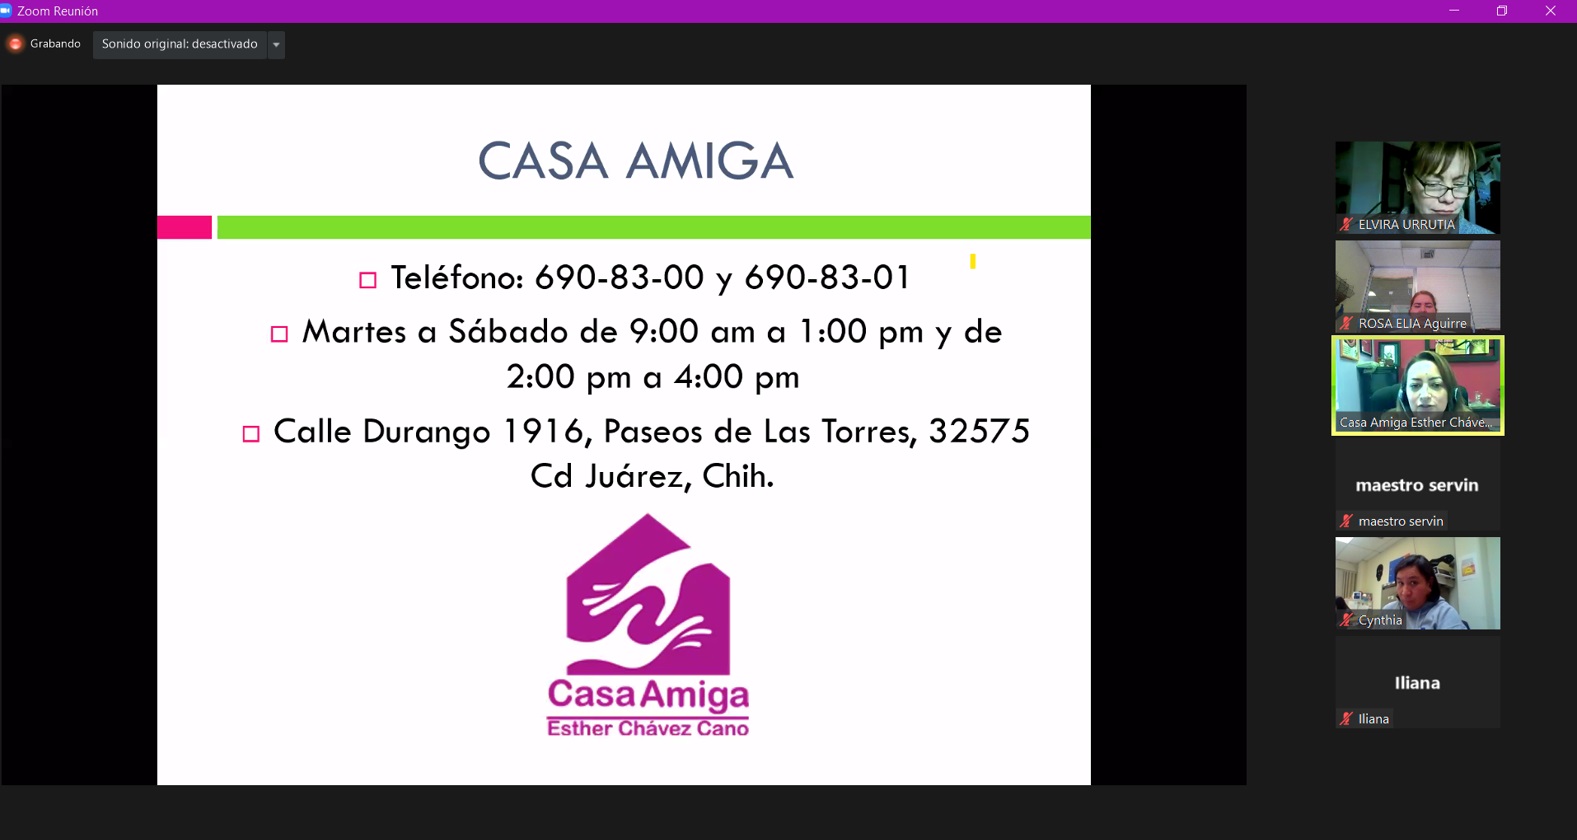 Zoom Reunión
Grabando
Sonido original: desactivado
CASA AMIGA
Teléfono: 690-83-00 y 690-83-01
Martes a Sábado de 9:00 am a 1:00 pm y de
2:00 pm a 4:00 pm
Calle Durango 1916, Paseos de Las Torres, 32575
Cd Juárez, Chih.
Casa Amiga
Esther Chávez Cano
ELVIRA URRUTIA
ROSA ELIA Aguirre
Casa Amiga Esther Cháve...
maestro servin
maestro servin
Cynthia
Iliana
Iliana